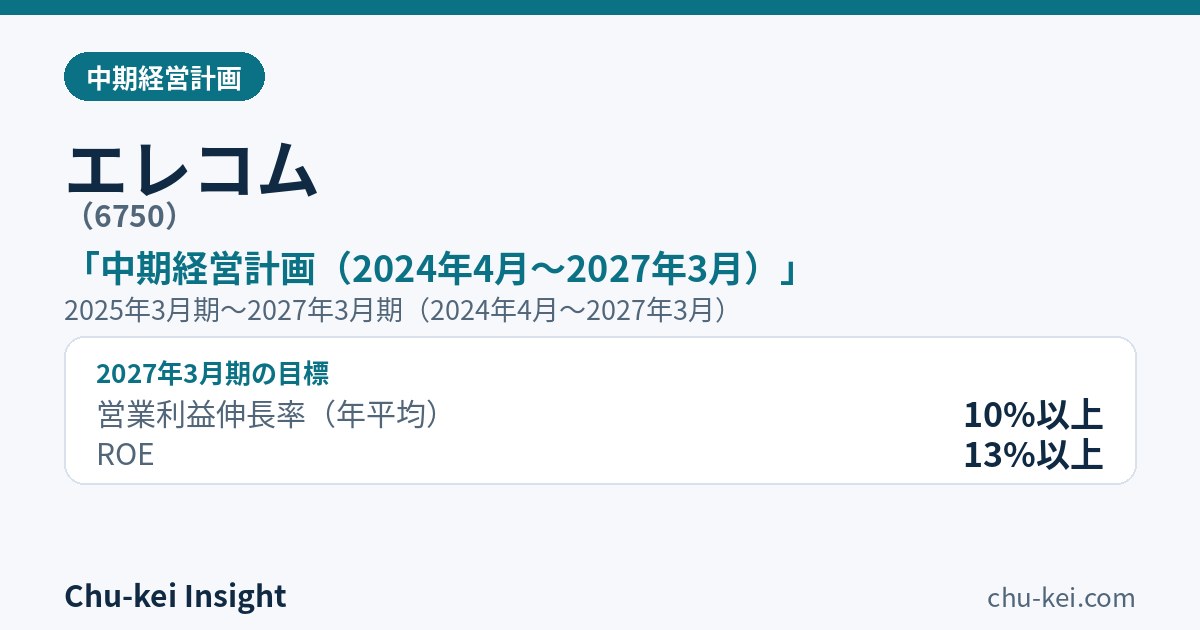 中期経営計画
エレコム
（6750）
「中期経営計画（2024年4月～2027年3月）」
2025年3月期～2027年3月期（2024年4月～2027年3月）
2027年3月期の目標
営業利益伸長率（年平均） 10%以上
ROE 13%以上
Chu-kei Insight chu-kei.com